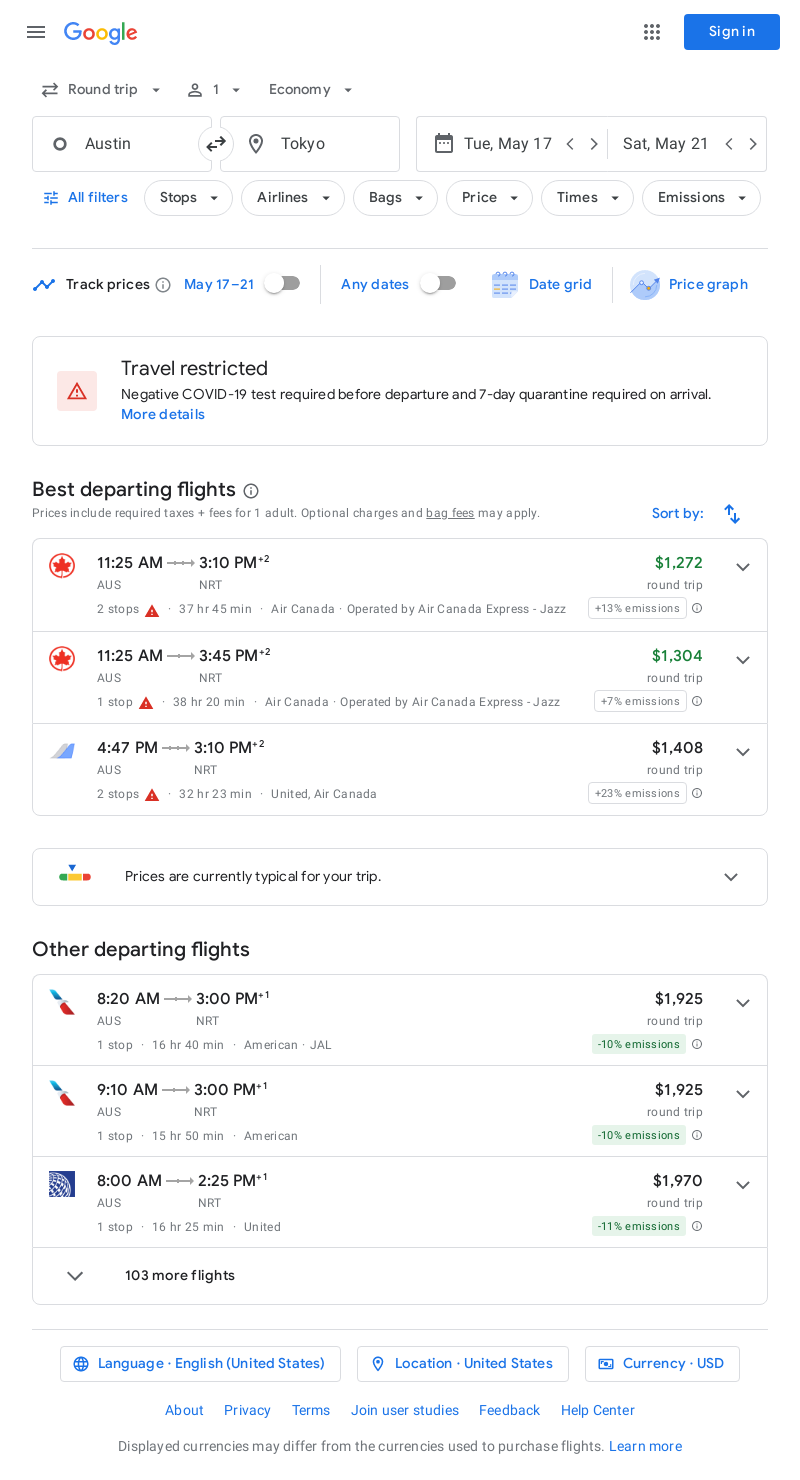 Google
Sign in
Round trip 1 Economy
Austin Tokyo Tue, May 17 Sat, May 21
All filters Stops Airlines Bags Price Times Emissions
Track prices May 17–21 Any dates Date grid Price graph
Travel restricted
Negative COVID-19 test required before departure and 7-day quarantine required on arrival.
More details
Best departing flights
Prices include required taxes + fees for 1 adult. Optional charges and bag fees may apply.
Sort by:
11:25 AM 3:10 PM+2 $1,272
AUS NRT round trip
2 stops · 37 hr 45 min · Air Canada · Operated by Air Canada Express - Jazz +13% emissions
11:25 AM 3:45 PM+2 $1,304
AUS NRT round trip
1 stop · 38 hr 20 min · Air Canada · Operated by Air Canada Express - Jazz +7% emissions
4:47 PM 3:10 PM+2 $1,408
AUS NRT round trip
2 stops · 32 hr 23 min · United, Air Canada +23% emissions
Prices are currently typical for your trip.
Other departing flights
8:20 AM 3:00 PM+1 $1,925
AUS NRT round trip
1 stop · 16 hr 40 min · American · JAL -10% emissions
9:10 AM 3:00 PM+1 $1,925
AUS NRT round trip
1 stop · 15 hr 50 min · American -10% emissions
8:00 AM 2:25 PM+1 $1,970
AUS NRT round trip
1 stop · 16 hr 25 min · United -11% emissions
103 more flights
Language · English (United States) Location · United States Currency · USD
About Privacy Terms Join user studies Feedback Help Center
Displayed currencies may differ from the currencies used to purchase flights. Learn more